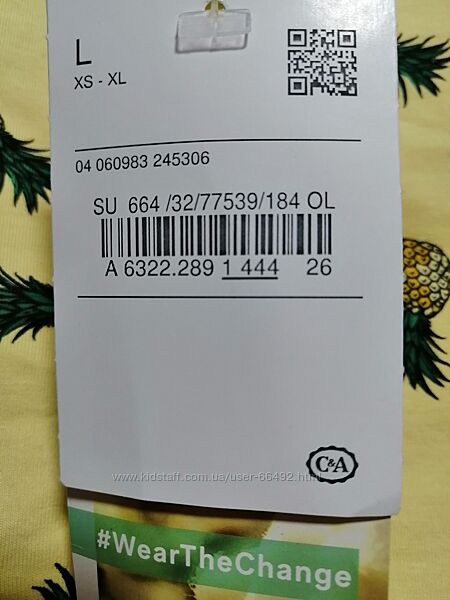 L
XS - XL
04 060983 245306
SU 664 /32/77539/184 OL
A 6322.289 1 444 26
www.kidstaff.com.ua/user-66492.html
C&A
#WearTheChange